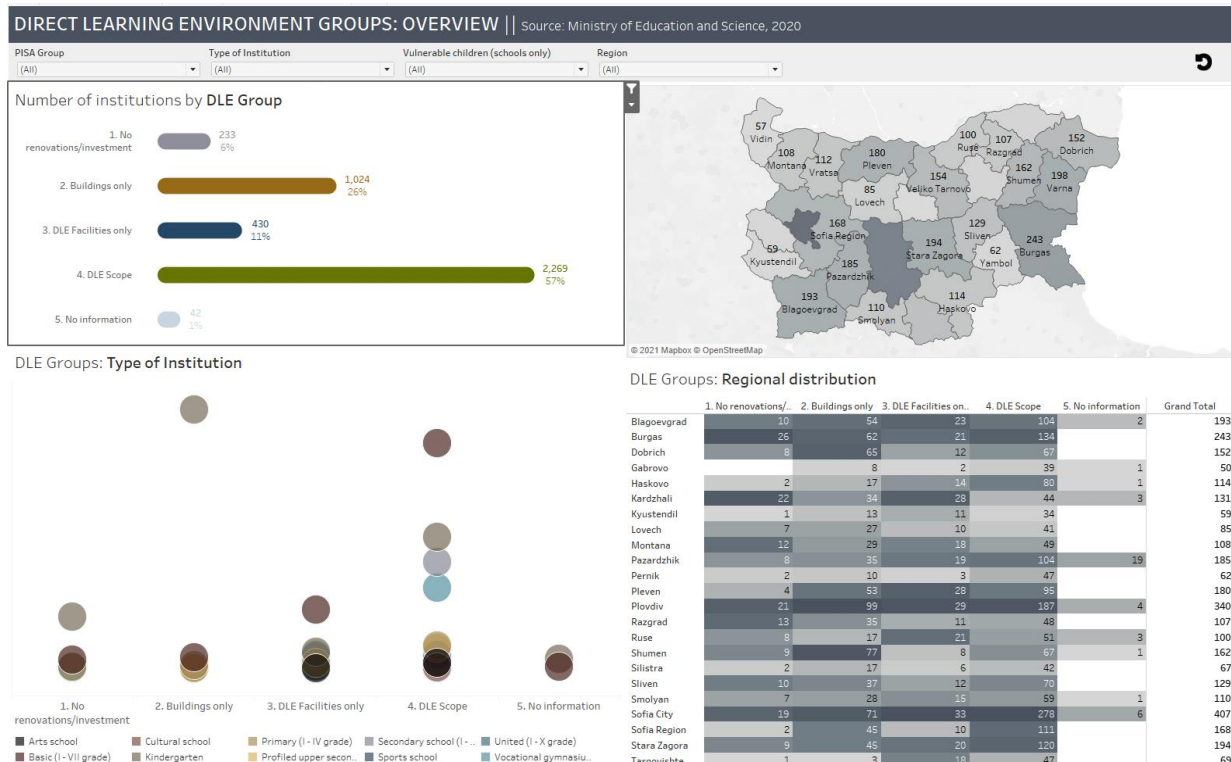 DIRECT LEARNING ENVIRONMENT GROUPS: OVERVIEW || Source: Ministry of Education and Science, 2020
PISA Group Type of Institution Vulnerable children (schools only) Region
(All) (All) (All) (All)
Number of institutions by DLE Group
1. No renovations/investment
233
6%
2. Buildings only
1,024
26%
3. DLE Facilities only
430
11%
4. DLE Scope
2,269
57%
5. No information
42
1%
57
Vidin
108
Montana
112
Vratsa
180
Pleven
100
Ruse
107
Razgrad
152
Dobrich
162
Shumen
198
Varna
154
Veliko Tarnovo
85
Lovech
168
Sofia Region
129
Sliven
243
Burgas
59
Kyustendil
185
Pazardzhik
194
Stara Zagora
62
Yambol
193
Blagoevgrad
110
Smolyan
114
Haskovo
© 2021 Mapbox © OpenStreetMap
DLE Groups: Type of Institution
1. No renovations/investment
2. Buildings only
3. DLE Facilities only
4. DLE Scope
5. No information
Arts school Cultural school Primary (I - IV grade) Secondary school (I - .. United (I - X grade)
Basic (I - VII grade) Kindergarten Profiled upper secon.. Sports school Vocational gymnasiu..
DLE Groups: Regional distribution
1. No renovations/.. 2. Buildings only 3. DLE Facilities on.. 4. DLE Scope 5. No information Grand Total
Blagoevgrad 10 54 23 104 2 193
Burgas 26 62 21 134 243
Dobrich 8 65 12 67 152
Gabrovo 8 2 39 1 50
Haskovo 2 17 14 80 1 114
Kardzhali 22 34 28 44 3 131
Kyustendil 1 13 11 34 59
Lovech 7 27 10 41 85
Montana 12 29 18 49 108
Pazardzhik 8 35 19 104 19 185
Pernik 2 10 3 47 62
Pleven 4 53 28 95 180
Plovdiv 21 99 29 187 4 340
Razgrad 13 35 11 48 107
Ruse 8 17 21 51 3 100
Shumen 9 77 8 67 1 162
Silistra 2 17 6 42 67
Sliven 10 37 12 70 129
Smolyan 7 28 15 59 1 110
Sofia City 19 71 33 278 6 407
Sofia Region 2 45 10 111 168
Stara Zagora 9 45 20 120 194
Targovishte 1 3 18 47